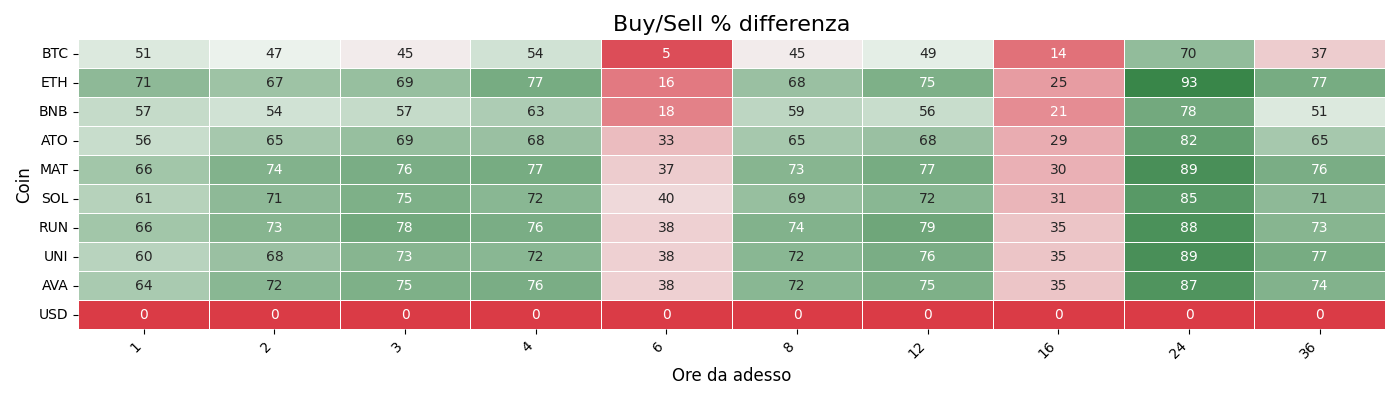 Buy/Sell % differenza
Coin
BTC 51 47 45 54 5 45 49 14 70 37
ETH 71 67 69 77 16 68 75 25 93 77
BNB 57 54 57 63 18 59 56 21 78 51
ATO 56 65 69 68 33 65 68 29 82 65
MAT 66 74 76 77 37 73 77 30 89 76
SOL 61 71 75 72 40 69 72 31 85 71
RUN 66 73 78 76 38 74 79 35 88 73
UNI 60 68 73 72 38 72 76 35 89 77
AVA 64 72 75 76 38 72 75 35 87 74
USD 0 0 0 0 0 0 0 0 0 0
1 2 3 4 6 8 12 16 24 36
Ore da adesso